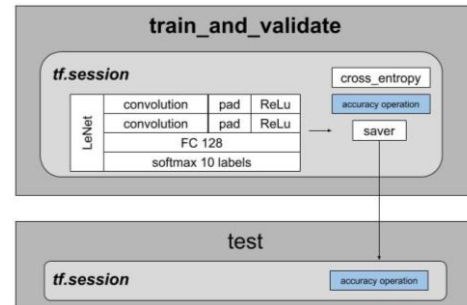 train_and_validate
tf.session
cross_entropy
accuracy operation
saver
LeNet
convolution pad ReLu
convolution pad ReLu
FC 128
softmax 10 labels
test
tf.session
accuracy operation